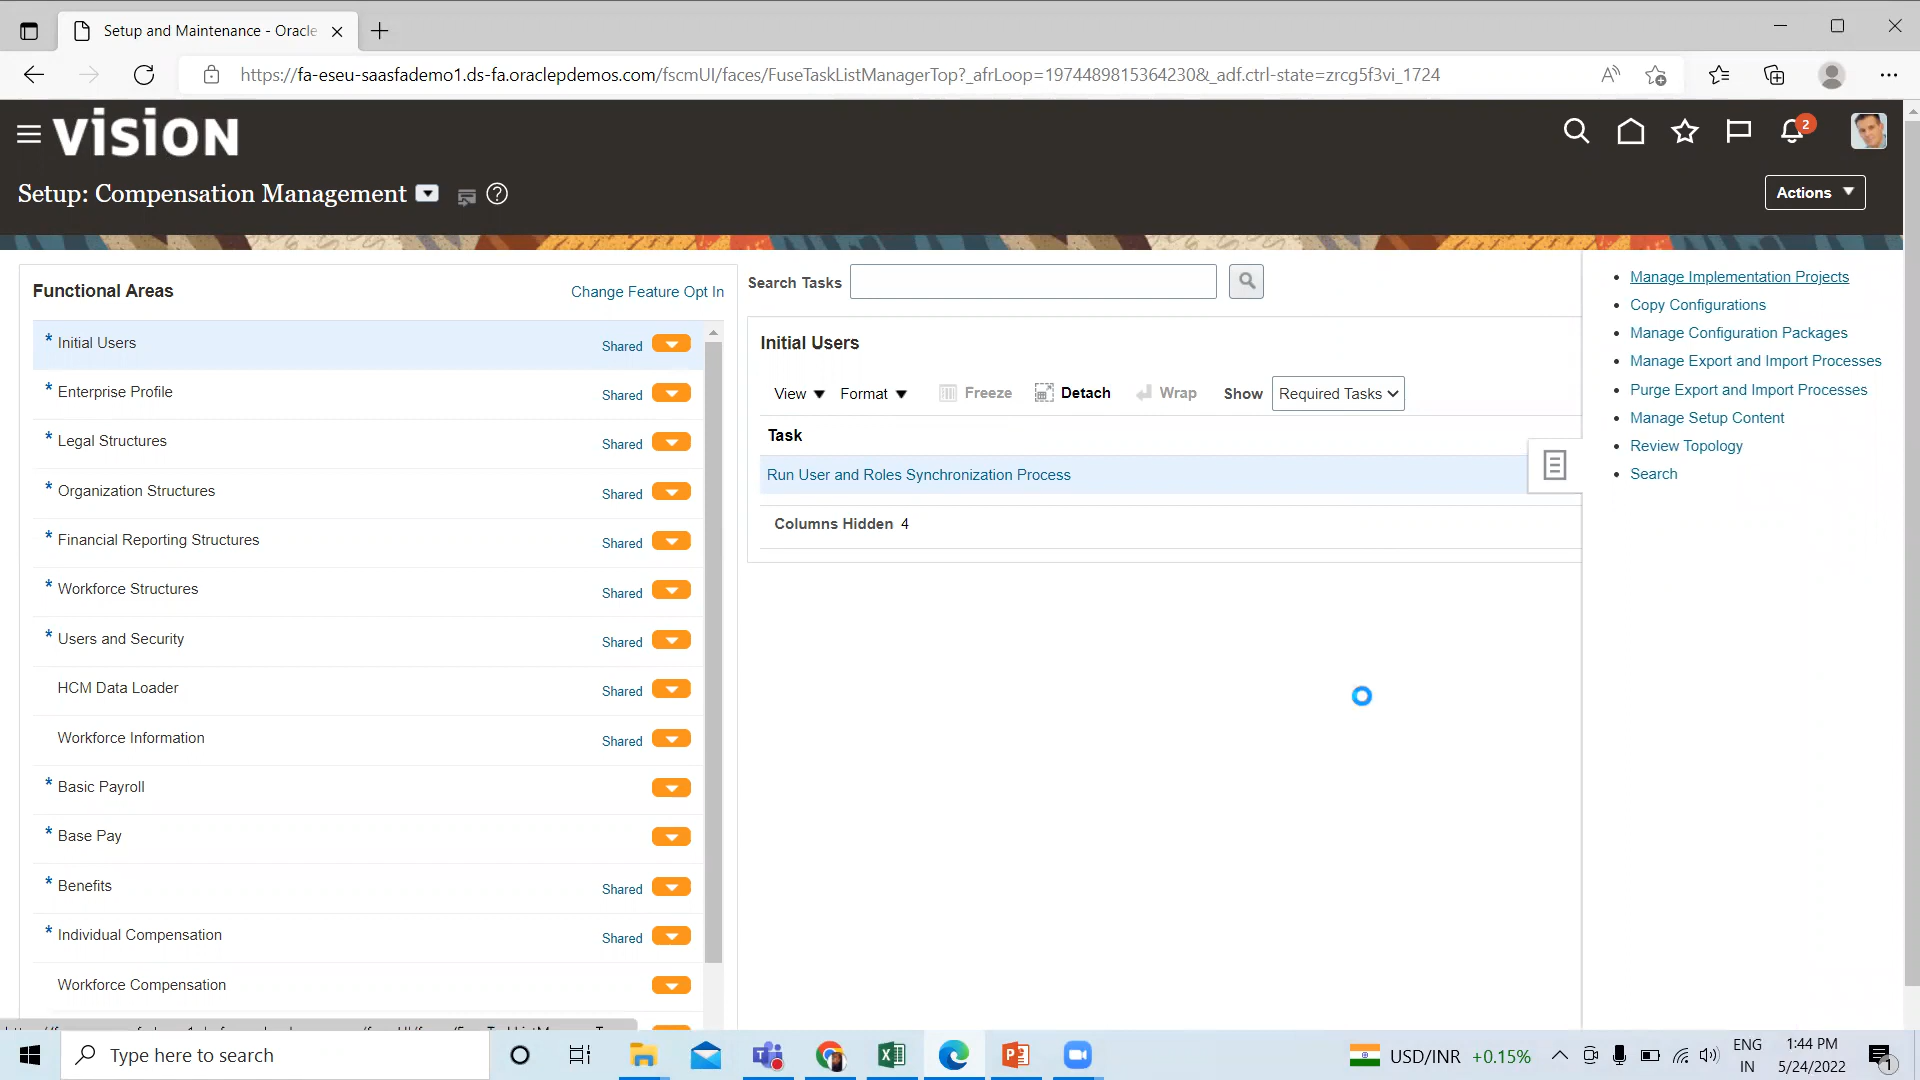 Setup and Maintenance - Oracle
https://fa-eseu-saasfademo1.ds-fa.oraclepdemos.com/fscmUI/faces/FuseTaskListManagerTop?_afrLoop=1974489815364230&_adf.ctrl-state=zrcg5f3vi_1724
vision
2
Setup: Compensation Management
Actions
Functional Areas
Change Feature Opt In
* Initial Users Shared
* Enterprise Profile Shared
* Legal Structures Shared
* Organization Structures Shared
* Financial Reporting Structures Shared
* Workforce Structures Shared
* Users and Security Shared
HCM Data Loader Shared
Workforce Information Shared
* Basic Payroll
* Base Pay
* Benefits Shared
* Individual Compensation Shared
Workforce Compensation
Search Tasks
Initial Users
View Format Freeze Detach Wrap Show Required Tasks
Task
Run User and Roles Synchronization Process
Columns Hidden 4
• Manage Implementation Projects
• Copy Configurations
• Manage Configuration Packages
• Manage Export and Import Processes
• Purge Export and Import Processes
• Manage Setup Content
• Review Topology
• Search
Type here to search
USD/INR +0.15%
ENG
IN
1:44 PM
5/24/2022
1